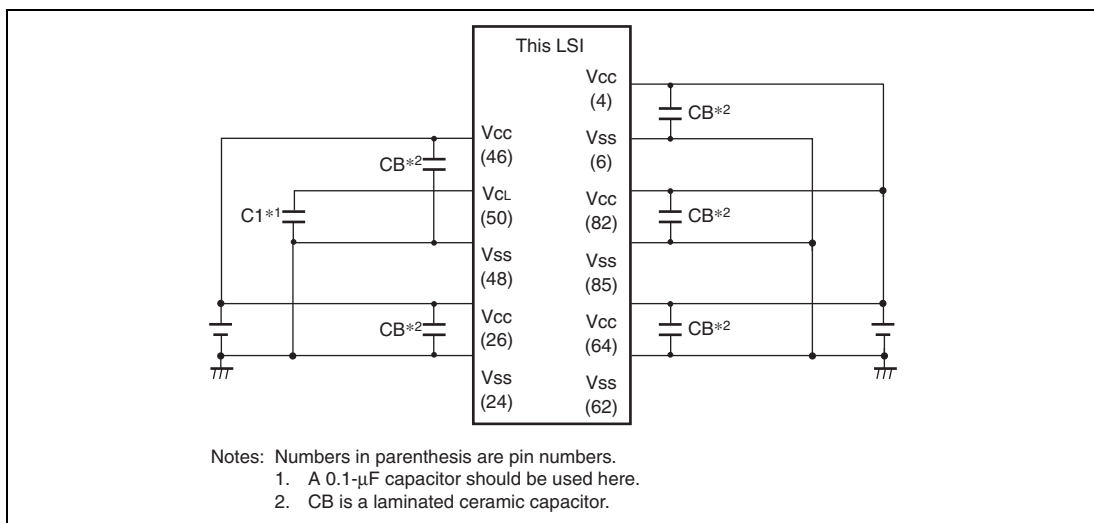 This LSI
Vcc
(4)
CB*2
Vss
(6)
Vcc
(46)
CB*2
VCL
(50)
C1*1
Vss
(48)
Vcc
(82)
CB*2
Vss
(85)
Vcc
(26)
CB*2
Vss
(24)
Vcc
(64)
CB*2
Vss
(62)
Notes: Numbers in parenthesis are pin numbers.
1. A 0.1-μF capacitor should be used here.
2. CB is a laminated ceramic capacitor.